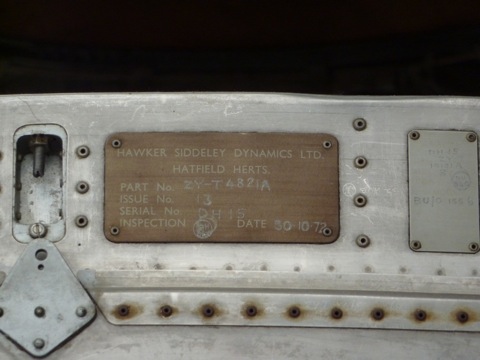 HAWKER SIDDELEY DYNAMICS LTD.
HATFIELD HERTS.
PART No. ZY-T4821A
ISSUE No. 13
SERIAL No. DH15
INSPECTION DATE 30-10-72